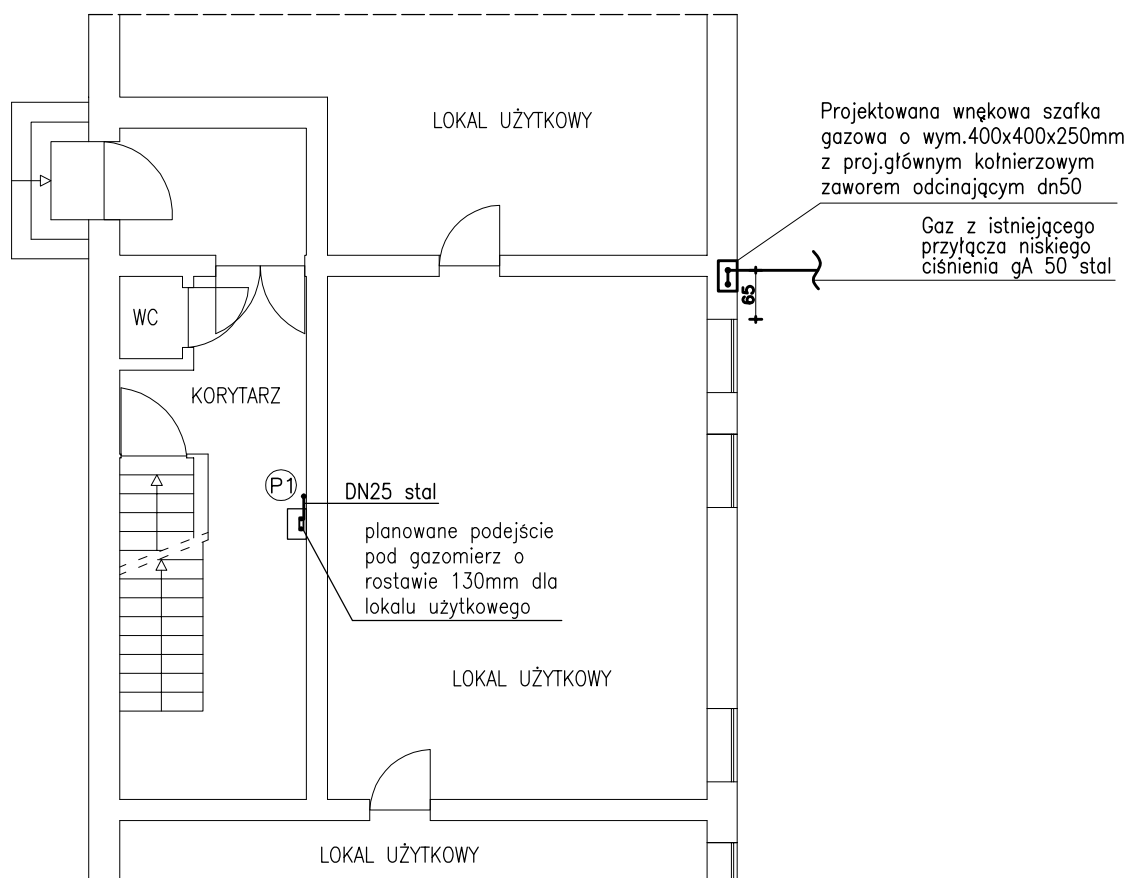 LOKAL UŻYTKOWY
Projektowana wnękowa szafka
gazowa o wym.400x400x250mm
z proj.głównym kołnierzowym
zaworem odcinającym dn50
Gaz z istniejącego
przyłącza niskiego
ciśnienia gA 50 stal
65
WC
KORYTARZ
P1
DN25 stal
planowane podejście
pod gazomierz o
rostawie 130mm dla
lokalu użytkowego
LOKAL UŻYTKOWY
LOKAL UŻYTKOWY